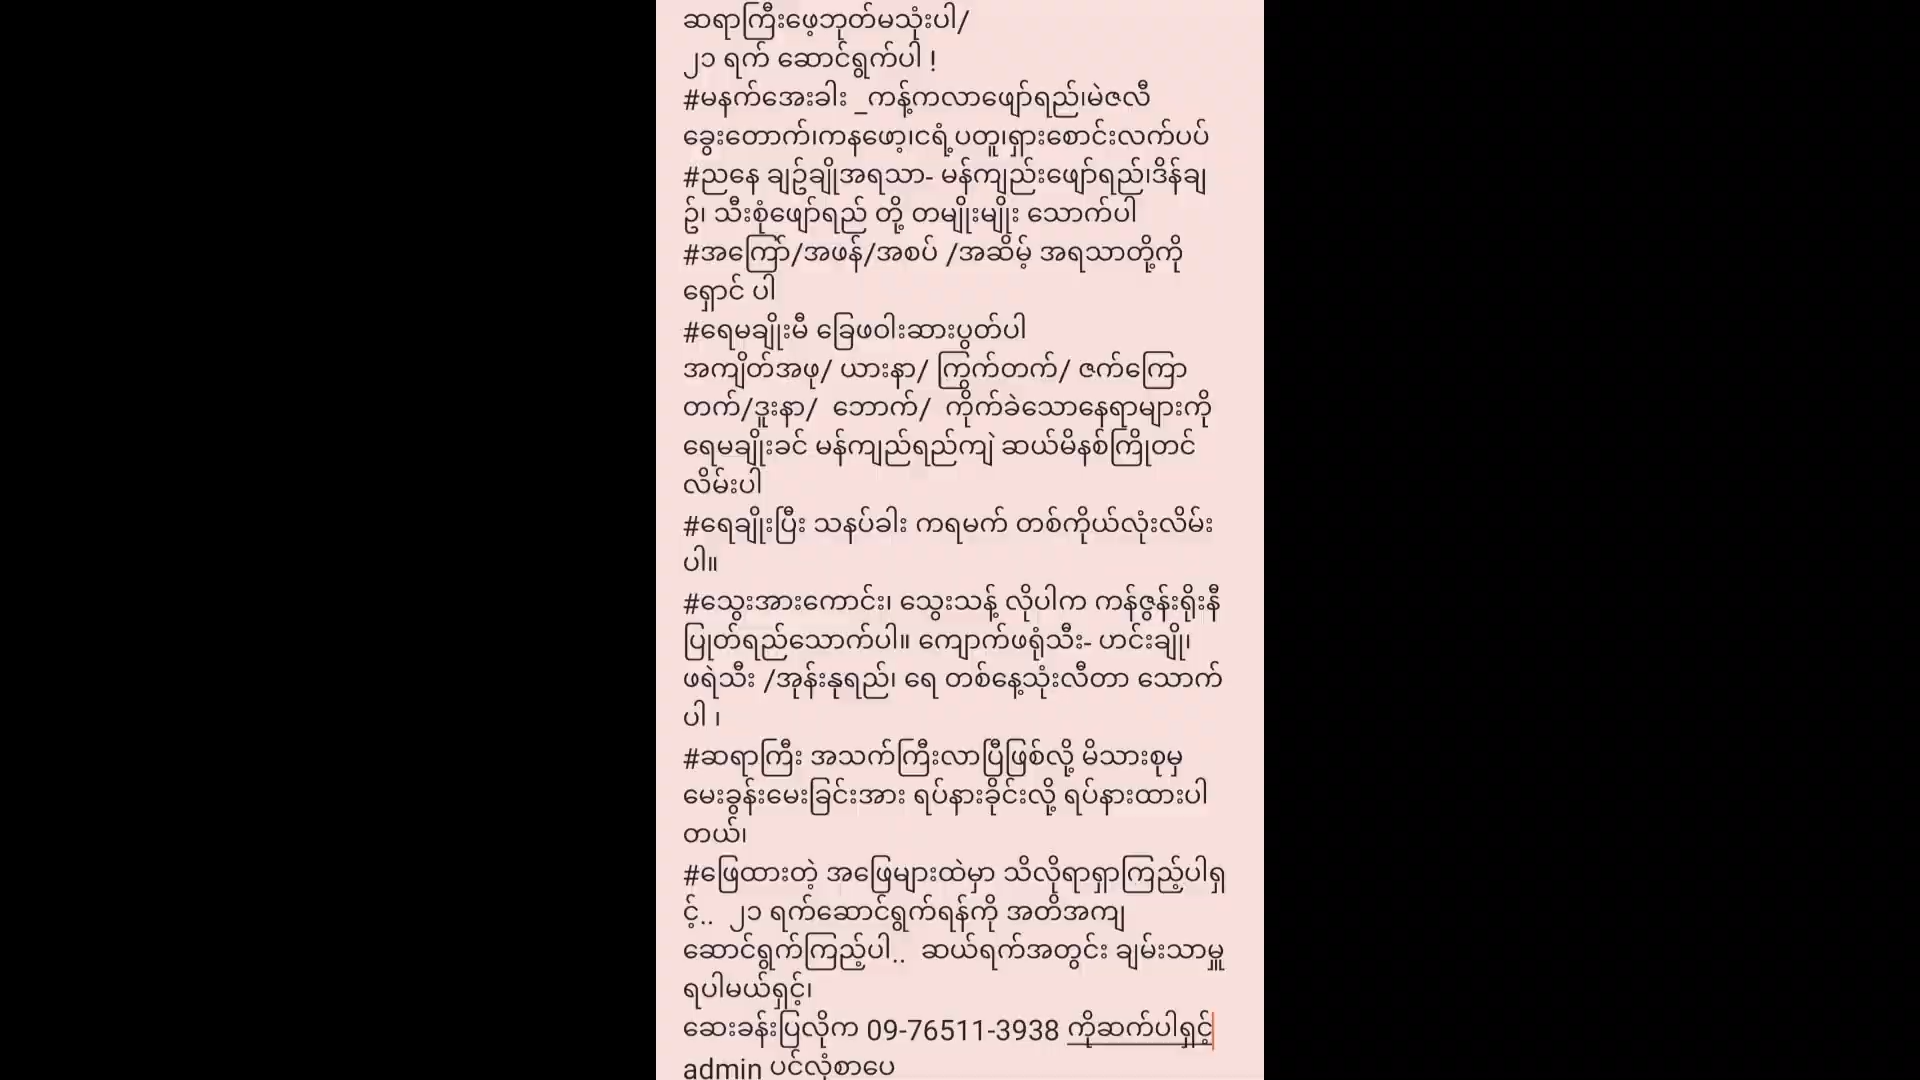 ဆရာကြီးဖေ့ဘုတ်မသုံးပါ/
၂၁ ရက် ဆောင်ရွက်ပါ !
#မနက်အေးခါး _ကန့်ကလာဖျော်ရည်၊မဲဇလီ
ခွေးတောက်၊ကနဖော့၊ငရံ့ပတူ၊ရှားစောင်းလက်ပပ်
#ညနေ ချဥ်ချိုအရသာ- မန်ကျည်းဖျော်ရည်၊ဒိန်ချ
ဥ်၊ သီးစုံဖျော်ရည် တို့ တမျိုးမျိုး သောက်ပါ
#အကြော်/အဖန်/အစပ် /အဆိမ့် အရသာတို့ကို
ရှောင် ပါ
#ရေမချိုးမီ ခြေဖဝါးဆားပွတ်ပါ
အကျိတ်အဖု/ ယားနာ/ ကြွက်တက်/ ဇက်ကြော
တက်/ဒူးနာ/  ဘောက်/  ကိုက်ခဲသောနေရာများကို
ရေမချိုးခင် မန်ကျည်ရည်ကျဲ ဆယ်မိနစ်ကြိုတင်
လိမ်းပါ
#ရေချိုးပြီး သနပ်ခါး ကရမက် တစ်ကိုယ်လုံးလိမ်း
ပါ။
#သွေးအားကောင်း၊ သွေးသန့် လိုပါက ကန်ဇွန်းရိုးနီ
ပြုတ်ရည်သောက်ပါ။ ကျောက်ဖရုံသီး- ဟင်းချို၊
ဖရဲသီး /အုန်းနုရည်၊ ရေ တစ်နေ့သုံးလီတာ သောက်
ပါ ၊
#ဆရာကြီး အသက်ကြီးလာပြီဖြစ်လို့ မိသားစုမှ
မေးခွန်းမေးခြင်းအား ရပ်နားခိုင်းလို့ ရပ်နားထားပါ
တယ်၊
#ဖြေထားတဲ့ အဖြေများထဲမှာ သိလိုရာရှာကြည့်ပါရှ
င့်..  ၂၁ ရက်ဆောင်ရွက်ရန်ကို အတိအကျ
ဆောင်ရွက်ကြည့်ပါ..  ဆယ်ရက်အတွင်း ချမ်းသာမှူ
ရပါမယ်ရှင့်၊
ဆေးခန်းပြလိုက 09-76511-3938 ကိုဆက်ပါရှင့်
admin ပင်လုံစာပေ